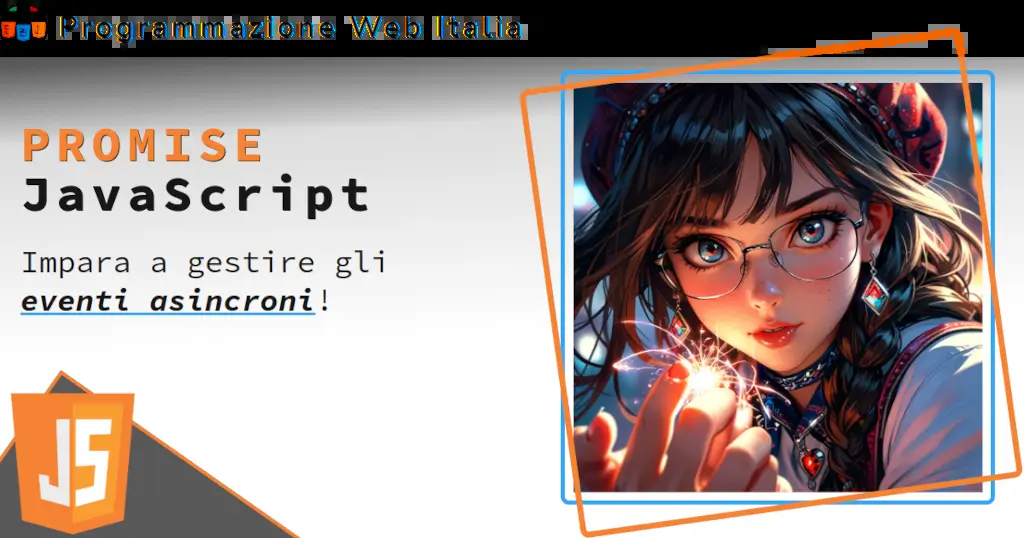 Programmazione Web Italia
PROMISE
JavaScript
Impara a gestire gli
eventi asincroni!
JS